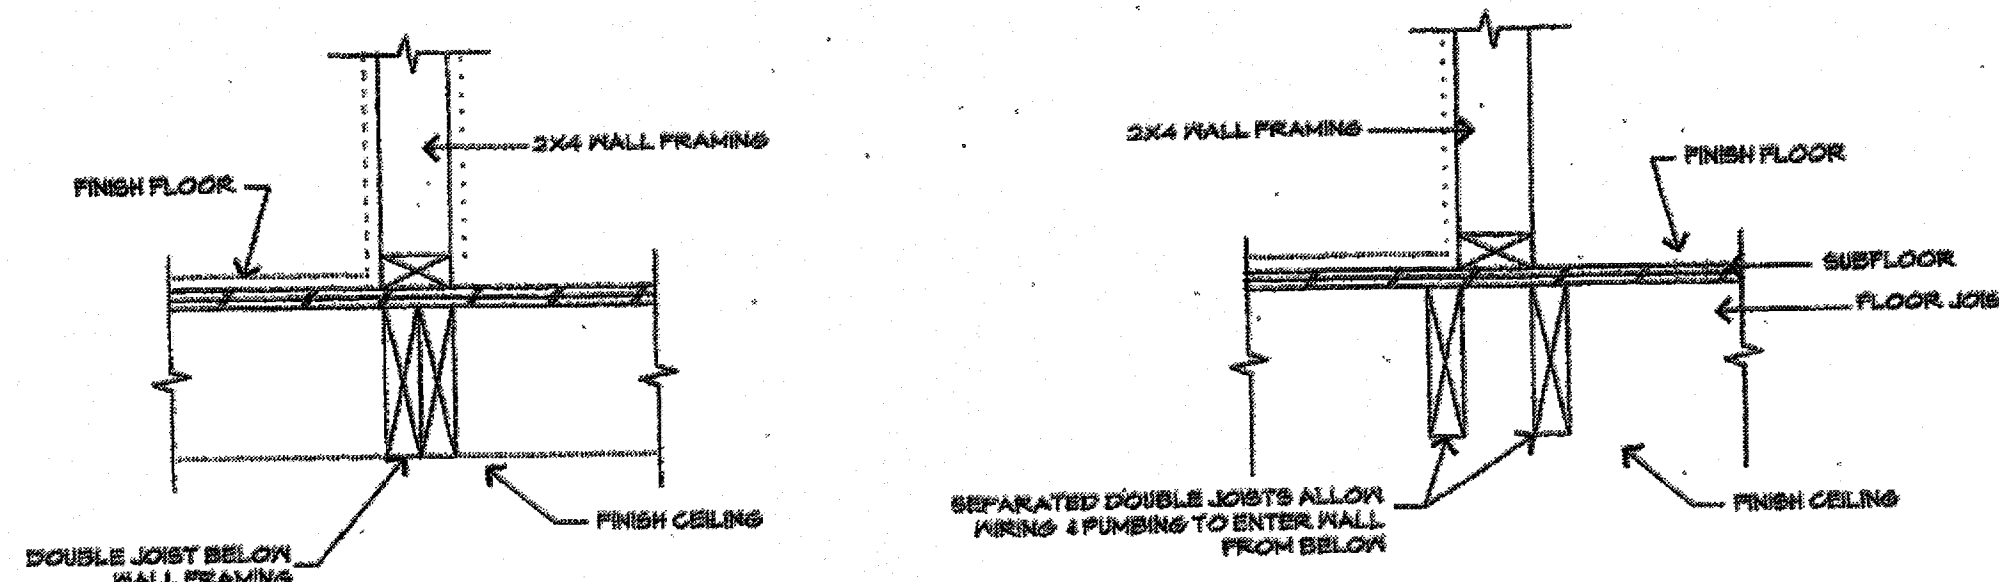 2X4 WALL FRAMING
FINISH FLOOR
FINISH CEILING
DOUBLE JOIST BELOW
WALL FRAMING
2X4 WALL FRAMING
FINISH FLOOR
SUBFLOOR
FLOOR JOIS
SEPARATED DOUBLE JOISTS ALLOW
WIRING & PUMBING TO ENTER WALL
FROM BELOW
FINISH CEILING